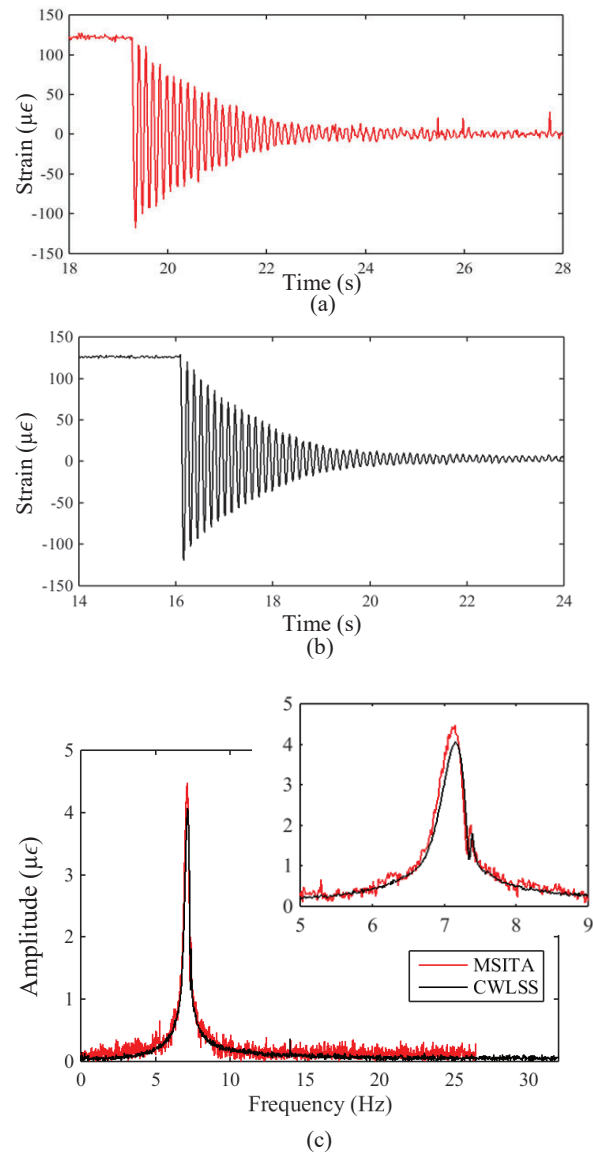 150
100
50
0
-50
-100
-150
Strain (µϵ)
18 20 22 24 26 28
Time (s)
(a)
150
100
50
0
-50
-100
-150
Strain (µϵ)
14 16 18 20 22 24
Time (s)
(b)
5
4
3
2
1
0
5 6 7 8 9
5
4
3
2
1
0
Amplitude (µϵ)
MSITA
CWLSS
0 5 10 15 20 25 30
Frequency (Hz)
(c)